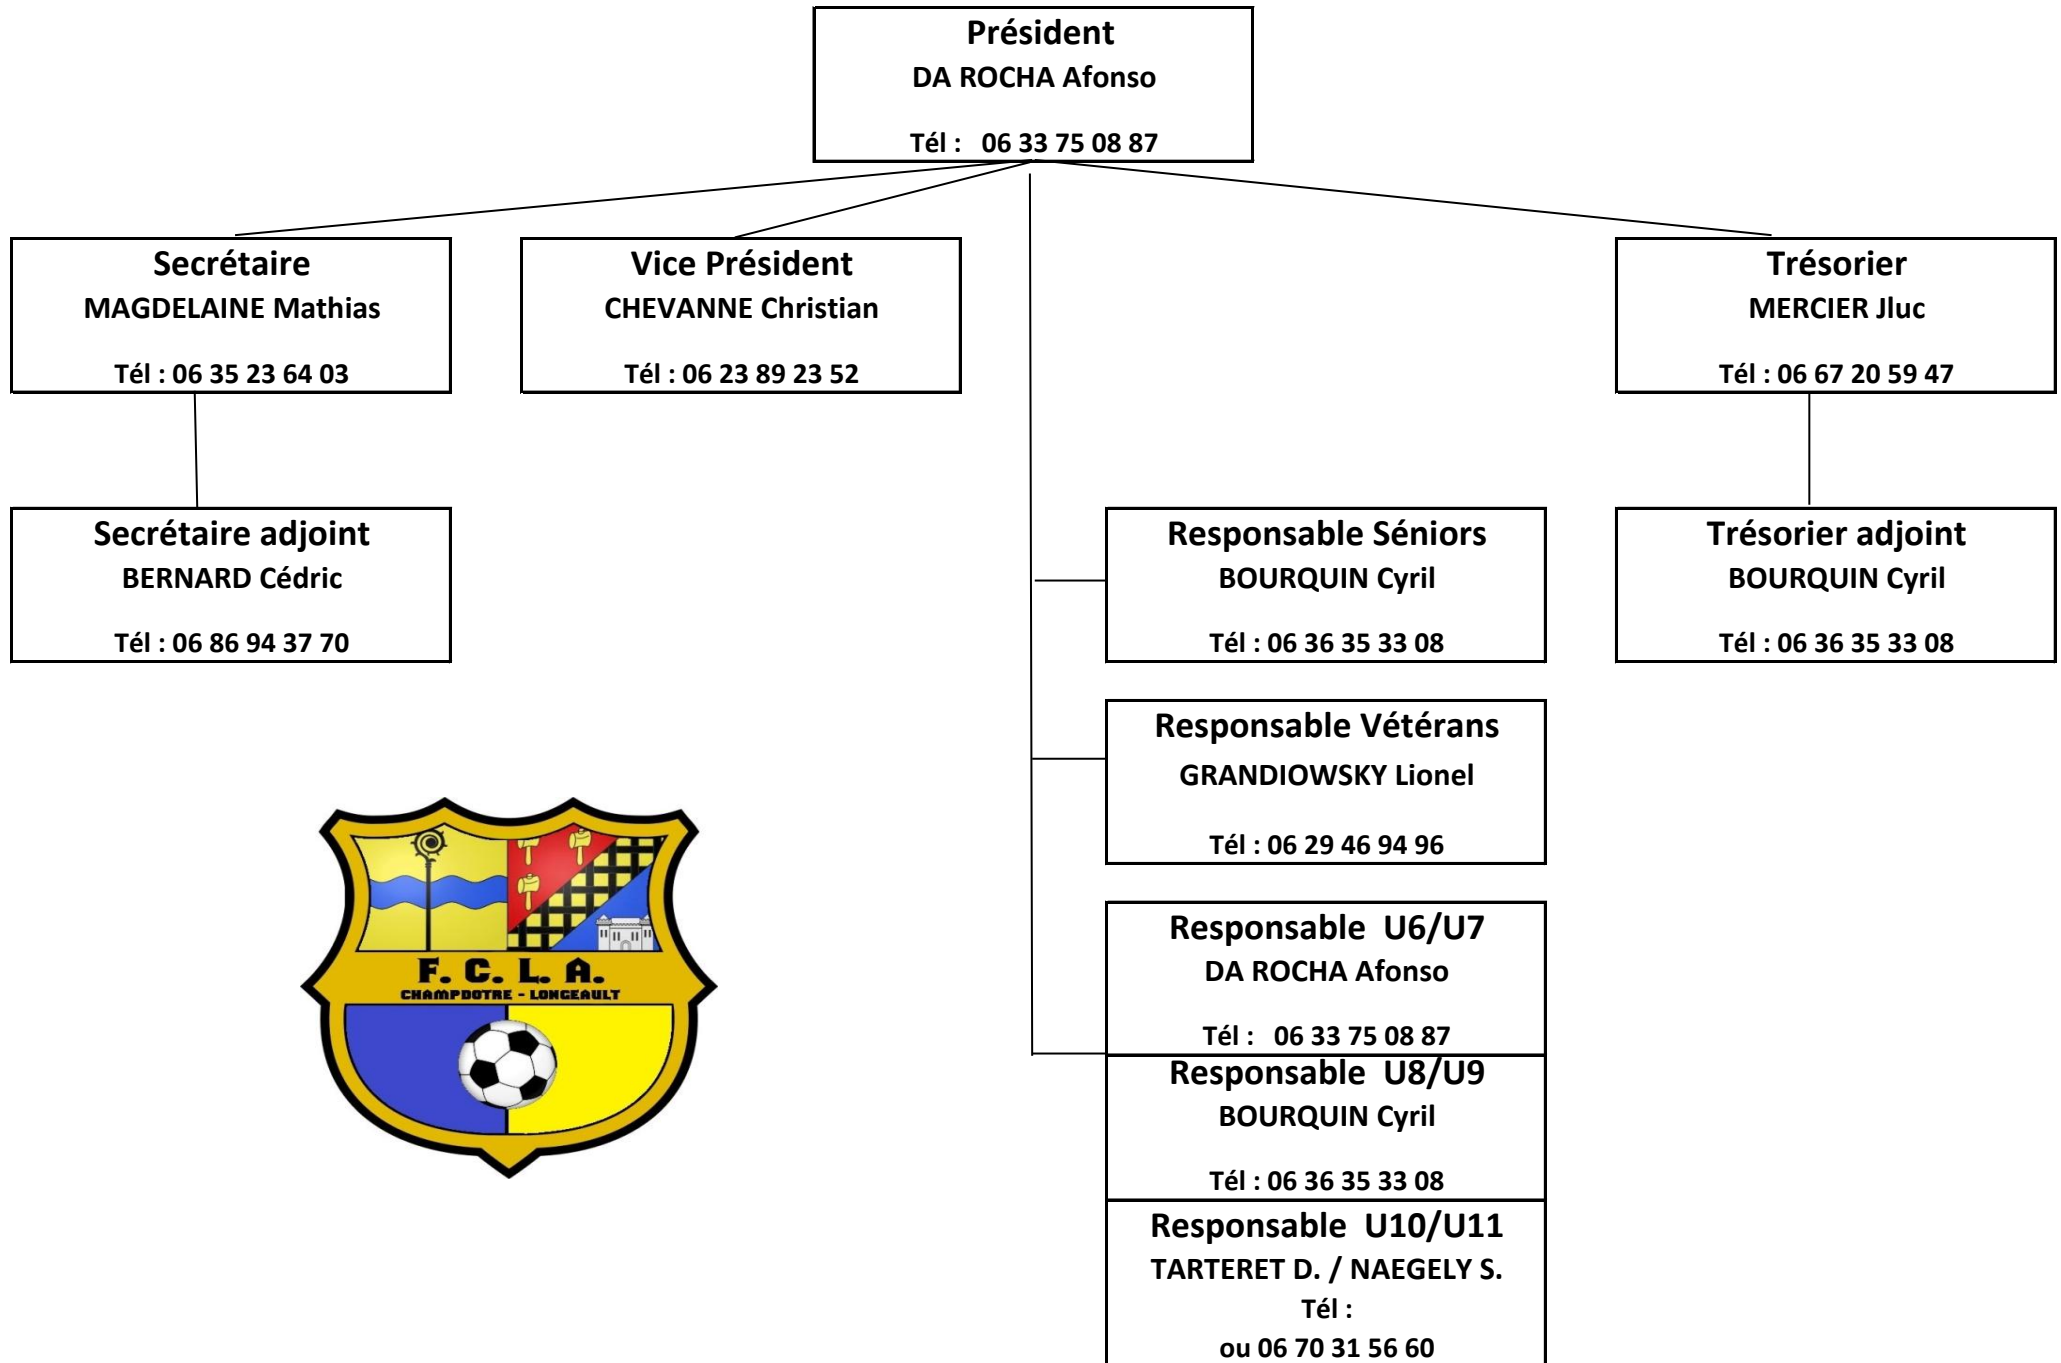 Président
DA ROCHA Afonso
Tél :   06 33 75 08 87
Secrétaire
MAGDELAINE Mathias
Tél : 06 35 23 64 03
Vice Président
CHEVANNE Christian
Tél : 06 23 89 23 52
Trésorier
MERCIER Jluc
Tél : 06 67 20 59 47
Secrétaire adjoint
BERNARD Cédric
Tél : 06 86 94 37 70
Responsable Séniors
BOURQUIN Cyril
Tél : 06 36 35 33 08
Trésorier adjoint
BOURQUIN Cyril
Tél : 06 36 35 33 08
Responsable Vétérans
GRANDIOWSKY Lionel
Tél : 06 29 46 94 96
F. C. L. A.
CHAMPDOTRE - LONGEAULT
Responsable  U6/U7
DA ROCHA Afonso
Tél :   06 33 75 08 87
Responsable  U8/U9
BOURQUIN Cyril
Tél : 06 36 35 33 08
Responsable  U10/U11
TARTERET D. / NAEGELY S.
Tél :
ou 06 70 31 56 60